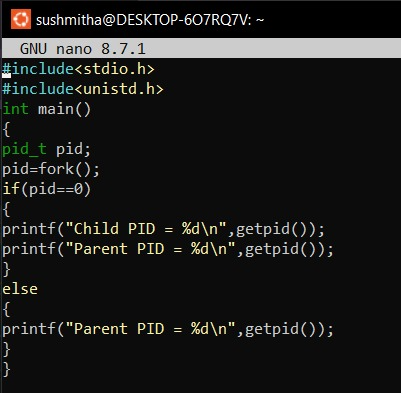 sushmitha@DESKTOP-6O7RQ7V: ~
GNU nano 8.7.1
#include<stdio.h>
#include<unistd.h>
int main()
{
pid_t pid;
pid=fork();
if(pid==0)
{
printf("Child PID = %d\n",getpid());
printf("Parent PID = %d\n",getpid());
}
else
{
printf("Parent PID = %d\n",getpid());
}
}